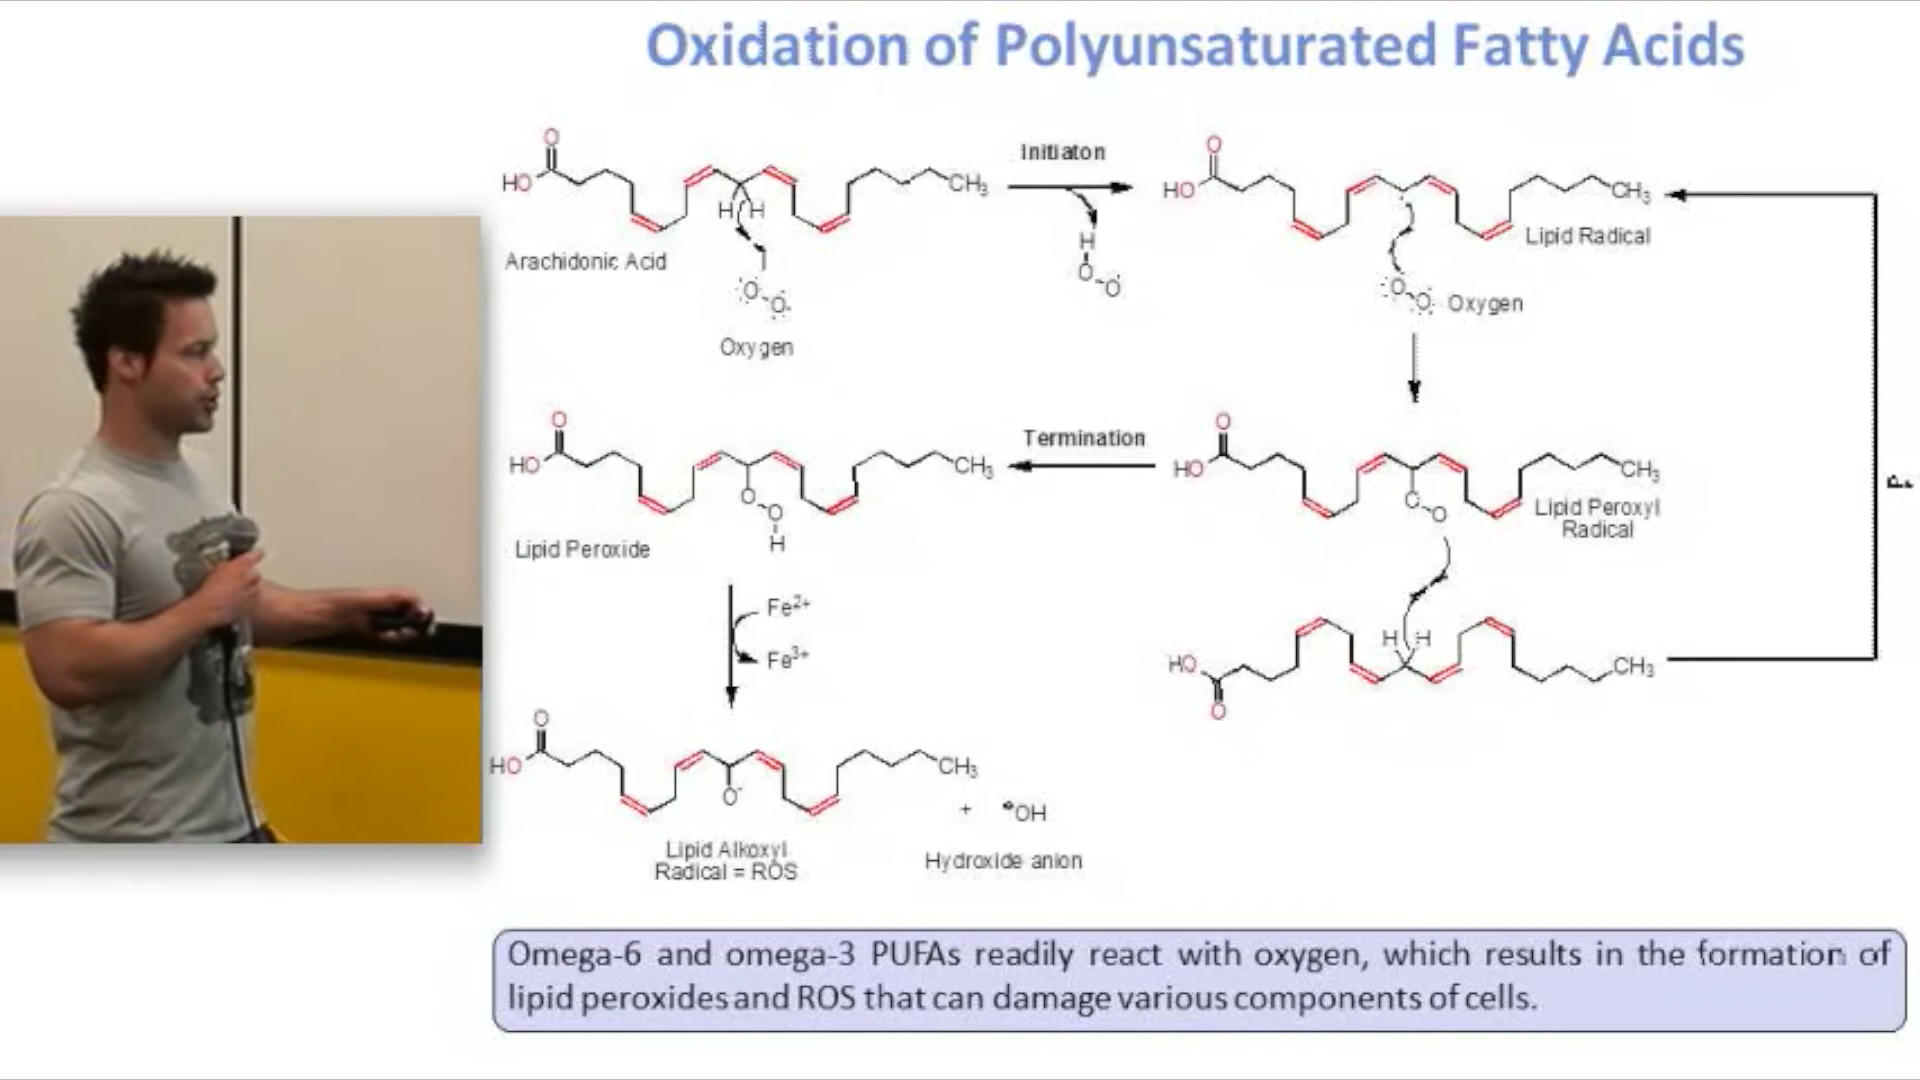 Oxidation of Polyunsaturated Fatty Acids
O
HO
CH3
H H
Arachidonic Acid
O
O
Oxygen
Initiaton
H
O
O
O
HO
CH3
Lipid Radical
O
O
Oxygen
O
HO
CH3
O
O
H
Lipid Peroxide
Termination
O
HO
CH3
O
O
Lipid Peroxyl
Radical
Fe2+
Fe3+
H H
HO
O
CH3
O
HO
CH3
O
+ OH
Lipid Alkoxyl
Radical = ROS
Hydroxide anion
Omega-6 and omega-3 PUFAs readily react with oxygen, which results in the formation of
lipid peroxides and ROS that can damage various components of cells.